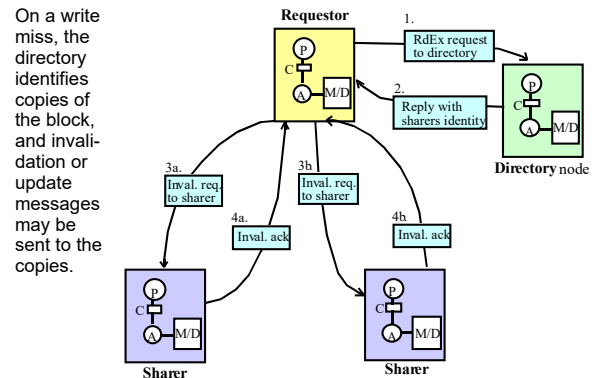 On a write
miss, the
directory
identifies
copies of
the block,
and invali-
dation or
update
messages
may be
sent to the
copies.
Requestor
P
C
A
M/D
1.
RdEx request
to directory
2.
Reply with
sharers identity
P
C
A
M/D
Directory node
3a.
Inval. req.
to sharer
4a.
Inval. ack
3b
Inval. req.
to sharer
4b
Inval. ack
P
C
A
M/D
Sharer
P
C
A
M/D
Sharer